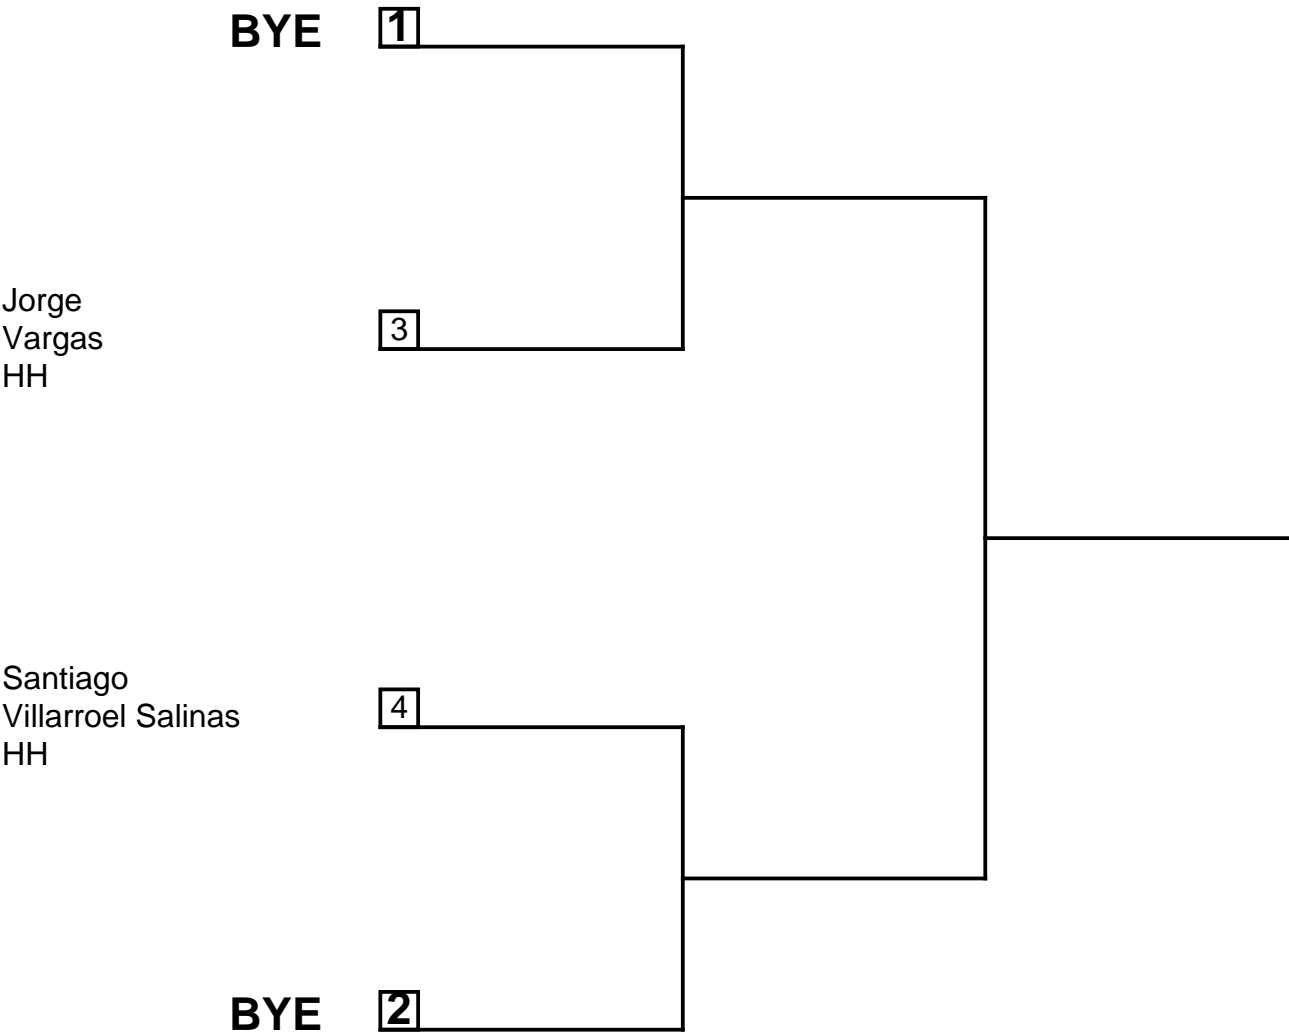 BYE 1
Jorge
Vargas
HH
3
Santiago
Villarroel Salinas
HH
4
BYE 2